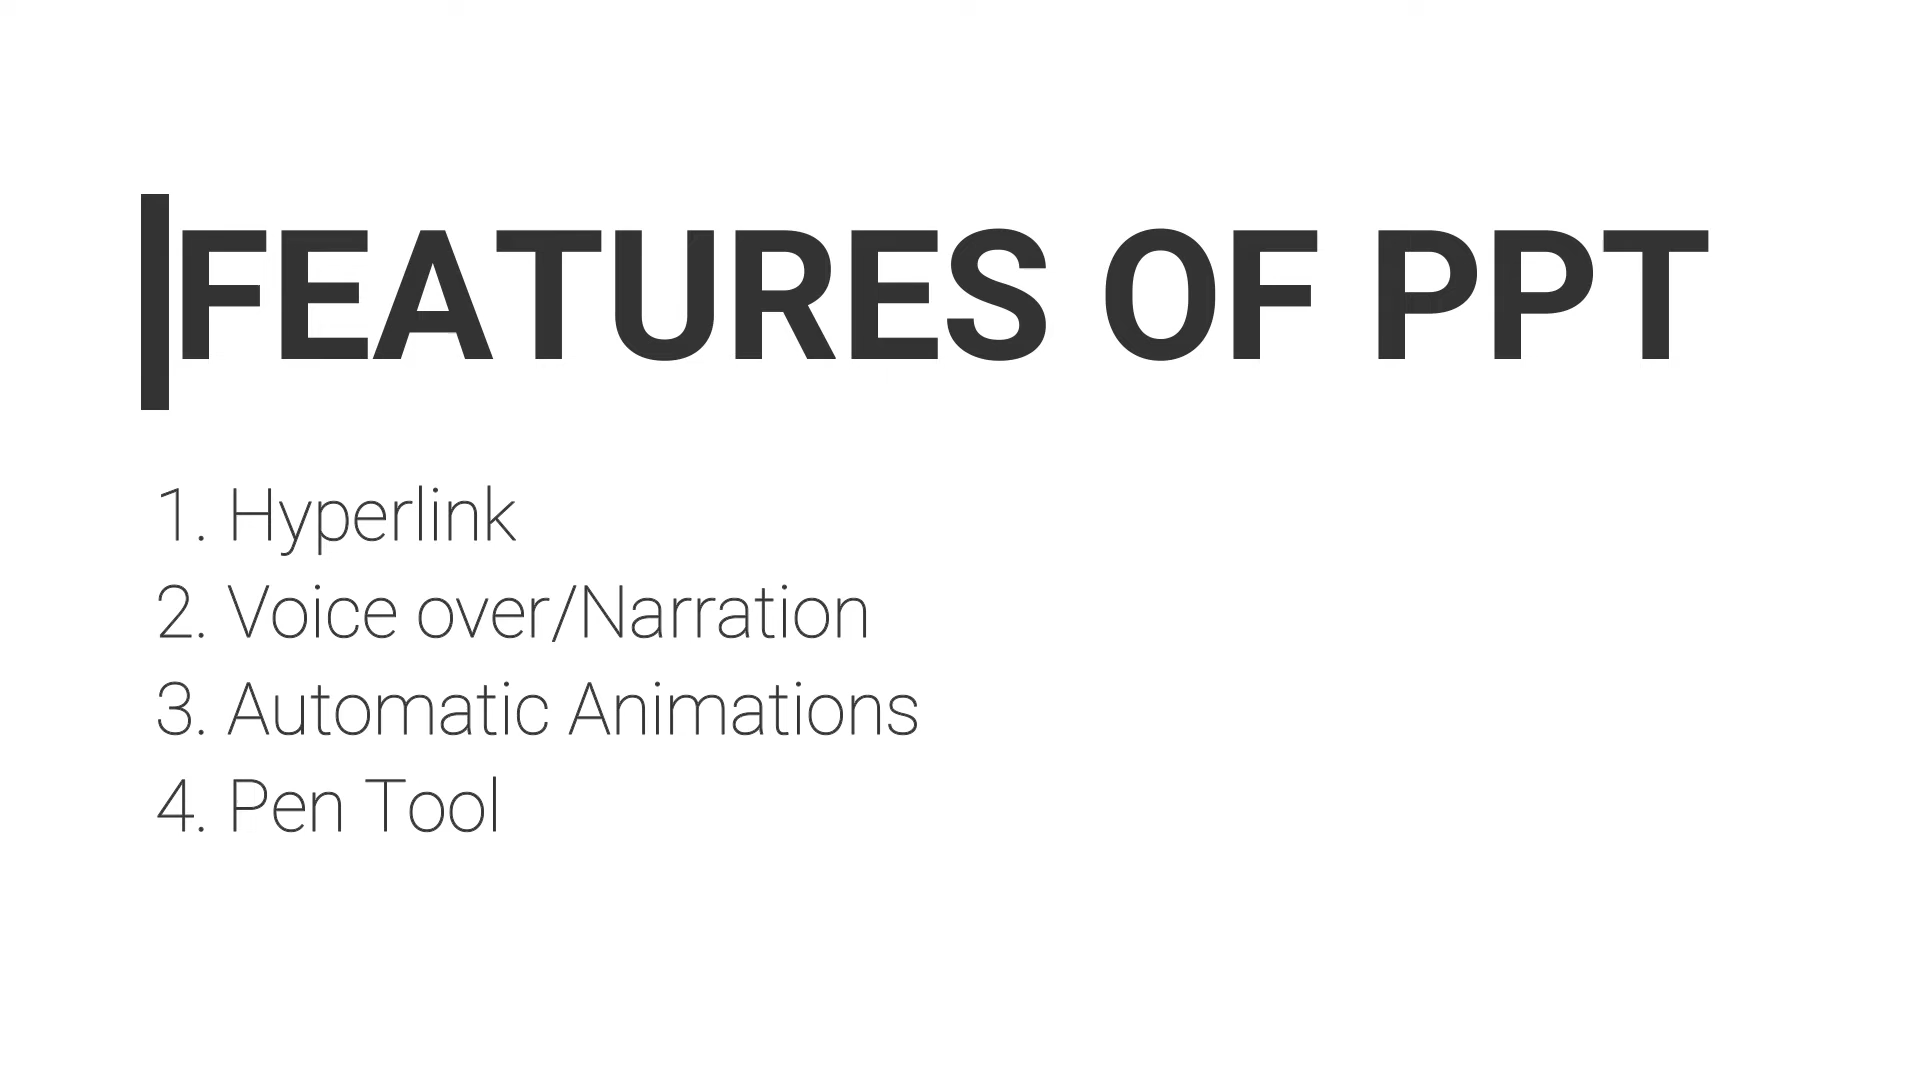 FEATURES OF PPT
1. Hyperlink
2. Voice over/Narration
3. Automatic Animations
4. Pen Tool